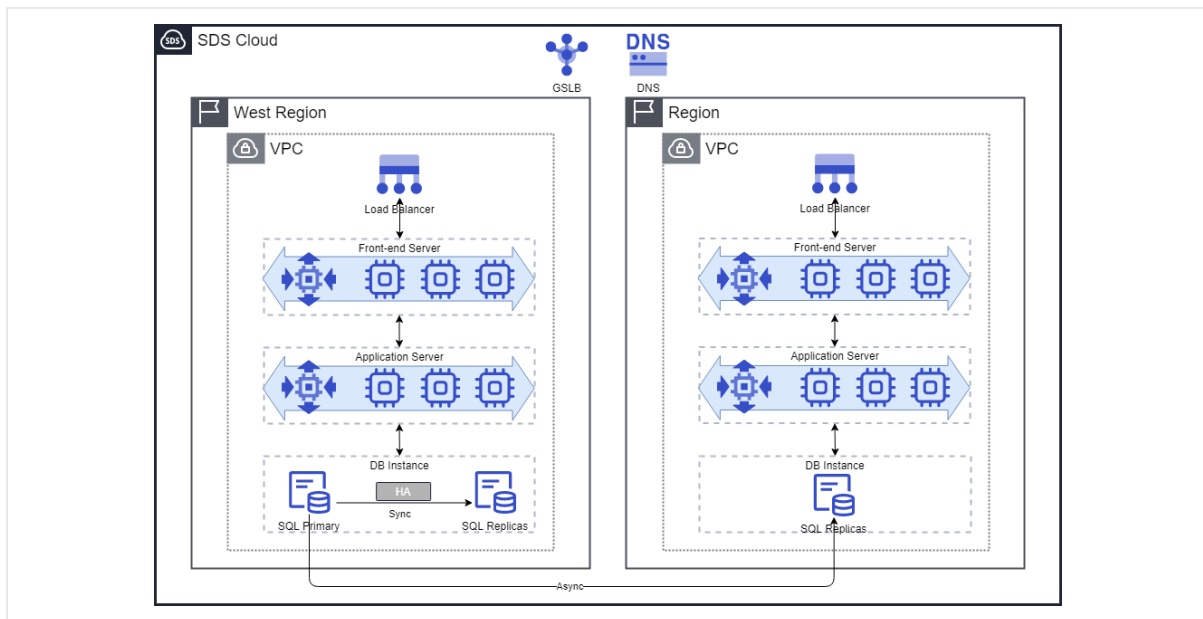 SDS
SDS Cloud
DNS
GSLB
DNS
West Region
VPC
Load Balancer
Front-end Server
Application Server
DB Instance
HA
Sync
SQL Primary
SQL Replicas
Region
VPC
Load Balancer
Front-end Server
Application Server
DB Instance
SQL Replicas
Async